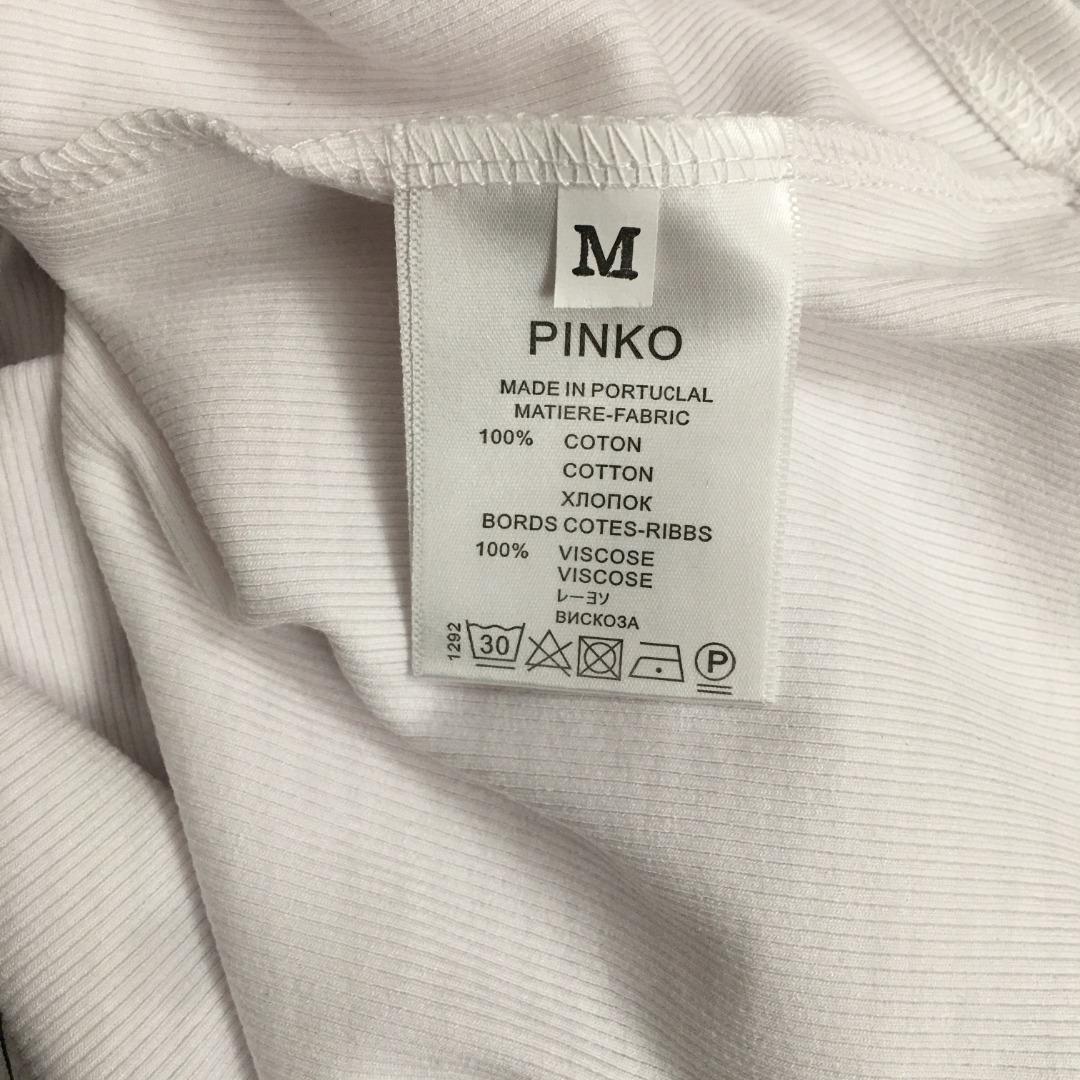 M
PINKO
MADE IN PORTUCLAL
MATIERE-FABRIC
100% COTON
COTTON
ХЛОПОК
BORDS COTES-RIBBS
100% VISCOSE
VISCOSE
レーヨソ
ВИСКОЗА
1292
30
P